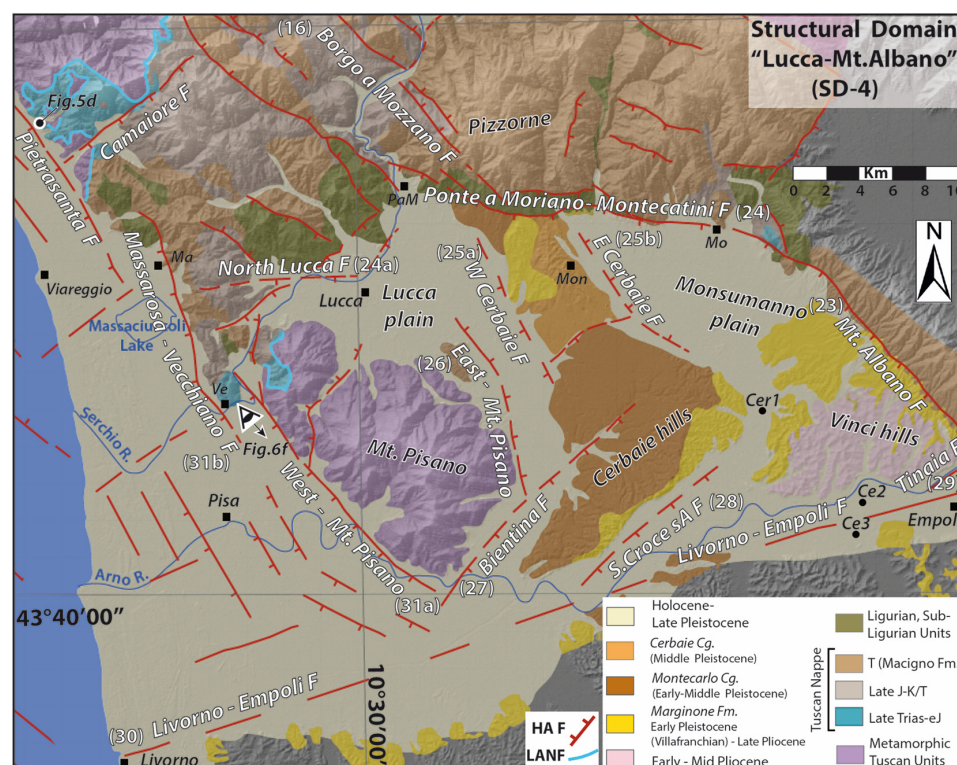 Structural Domain
"Lucca-Mt.Albano"
(SD-4)
(16)
Borgo a Mozzano F
Fig.5d
Camaiore F
Pizzorne
Km
0 2 4 6 8 10
N
Pietrasanta F
PaM
Ponte a Moriano- Montecatini F (24)
Mo
Ma
Massarosa - Vecchiano F
North Lucca F (24a)
(25a)
W Cerbaie F
Mon
(25b)
E Cerbaie F
Viareggio
Lucca
Lucca
plain
Monsumanno
plain
(23)
Mt. Albano F
Massaciuccoli
Lake
(26)
East - Mt. Pisano
Ve
Cer1
Serchio R.
Fig.6f
(31b)
Mt. Pisano
Cerbaie hills
Vinci hills
Pisa
West - Mt. Pisano
(31a)
Bientina F
(27)
S.Croce sA F (28)
Livorno - Empoli F
Ce2
Ce3
Tinaia F
(29)
Empol
Arno R.
43°40'00"
10°30'00"
(30) Livorno - Empoli F
Livorno
HA F
LANF
Holocene-
Late Pleistocene
Cerbaie Cg.
(Middle Pleistocene)
Montecarlo Cg.
(Early-Middle Pleistocene)
Marginone Fm.
Early Pleistocene
(Villafranchian) - Late Pliocene
Early - Mid Pliocene
Ligurian, Sub-
Ligurian Units
Tuscan Nappe
T (Macigno Fm
Late J-K/T
Late Trias-eJ
Metamorphic
Tuscan Units